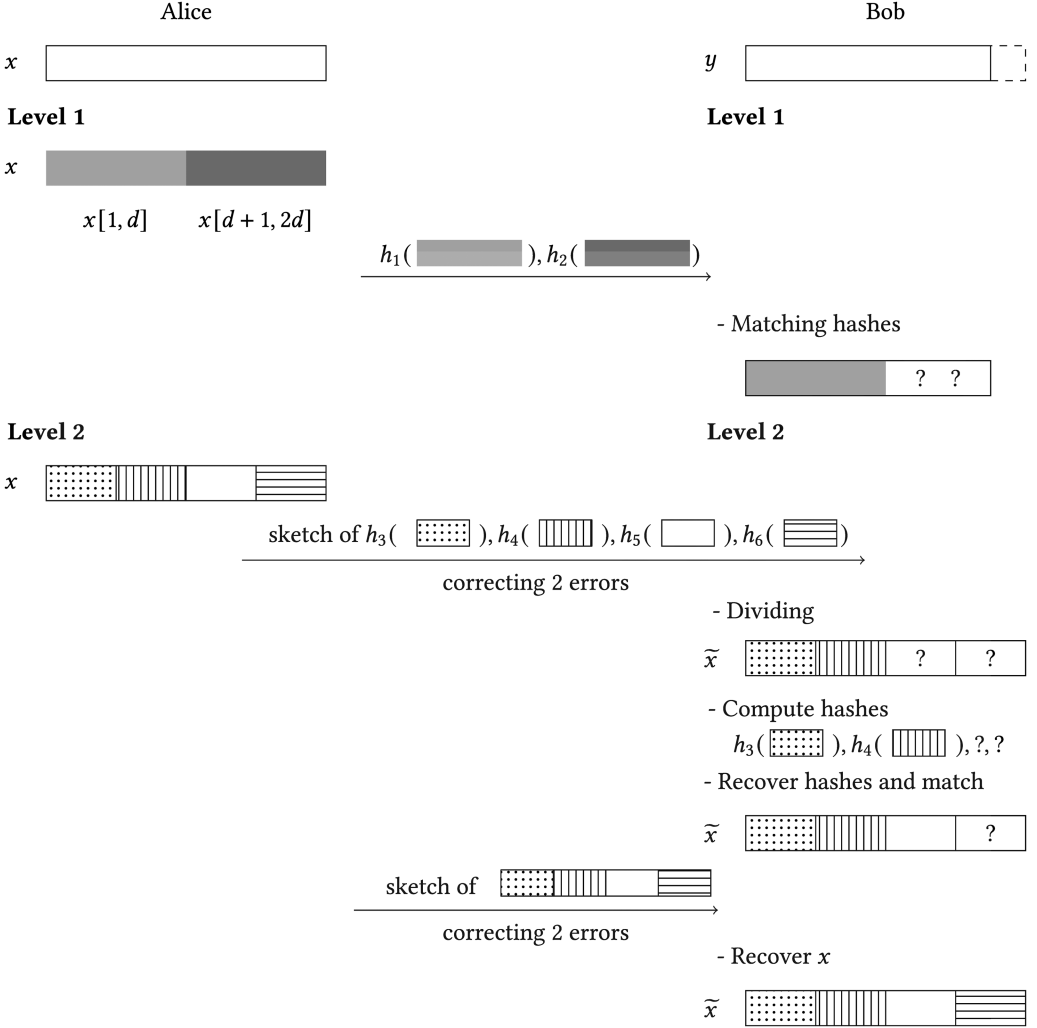 Alice Bob
x y
Level 1 Level 1
x
x[1, d] x[d + 1, 2d]
h₁( ), h₂( )
- Matching hashes
? ?
Level 2 Level 2
x
sketch of h₃( ), h₄( ), h₅( ), h₆( )
correcting 2 errors
- Dividing
x̃ ? ?
- Compute hashes
h₃( ), h₄( ), ?, ?
- Recover hashes and match
x̃ ?
sketch of
correcting 2 errors
- Recover x
x̃